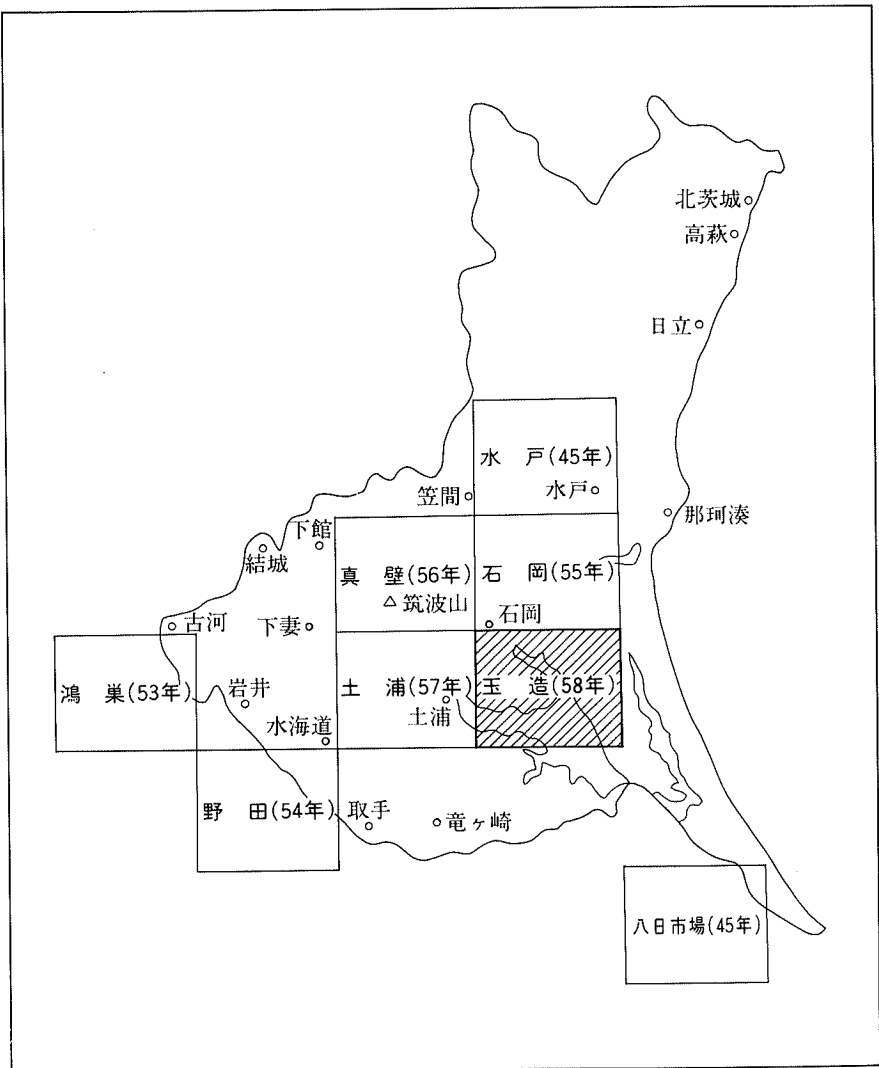 北茨城
高萩
日立
水戸(45年)
笠間
水戸
那珂湊
下館
結城
真壁(56年)
石岡(55年)
筑波山
石岡
古河
下妻
鴻巣(53年)
岩井
土浦(57年)
玉造(58年)
土浦
水海道
野田(54年)
取手
竜ヶ崎
八日市場(45年)